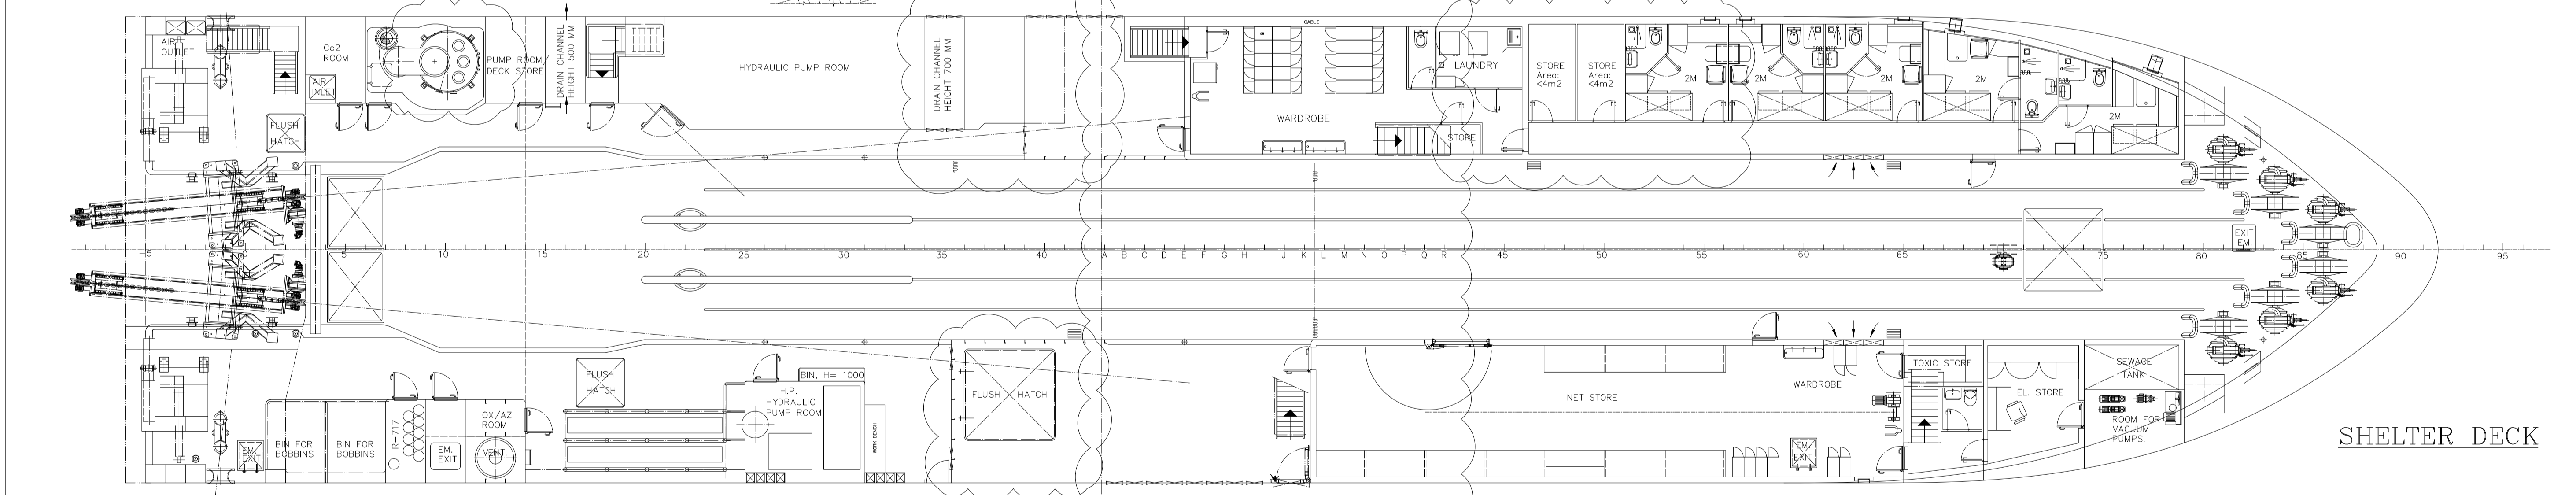 CABLE
AIR
OUTLET
Co2
ROOM
AIR
INLET
PUMP ROOM/
DECK STORE
DRAIN CHANNEL
HEIGHT 500 MM
HYDRAULIC PUMP ROOM
DRAIN CHANNEL
HEIGHT 700 MM
LAUNDRY
STORE
Area:
<4m2
STORE
Area:
<4m2
2M
2M
2M
2M
2M
FLUSH
HATCH
WARDROBE
STORE
EXIT
EM.
-5
5
10
15
20
25
30
35
40
A B C D E F G H I J K L M N O P Q R
45
50
55
60
65
70
75
80
85
90
95
FLUSH
HATCH
BIN, H= 1000
H.P.
HYDRAULIC
PUMP ROOM
FLUSH HATCH
WORK BENCH
NET STORE
WARDROBE
TOXIC STORE
EL. STORE
SEWAGE
TANK
ROOM FOR
VACUUM
PUMPS.
EM.
EXIT
BIN FOR
BOBBINS
BIN FOR
BOBBINS
R-717
EM.
EXIT
OX/AZ
ROOM
VENT.
EM.
EXIT
SHELTER DECK